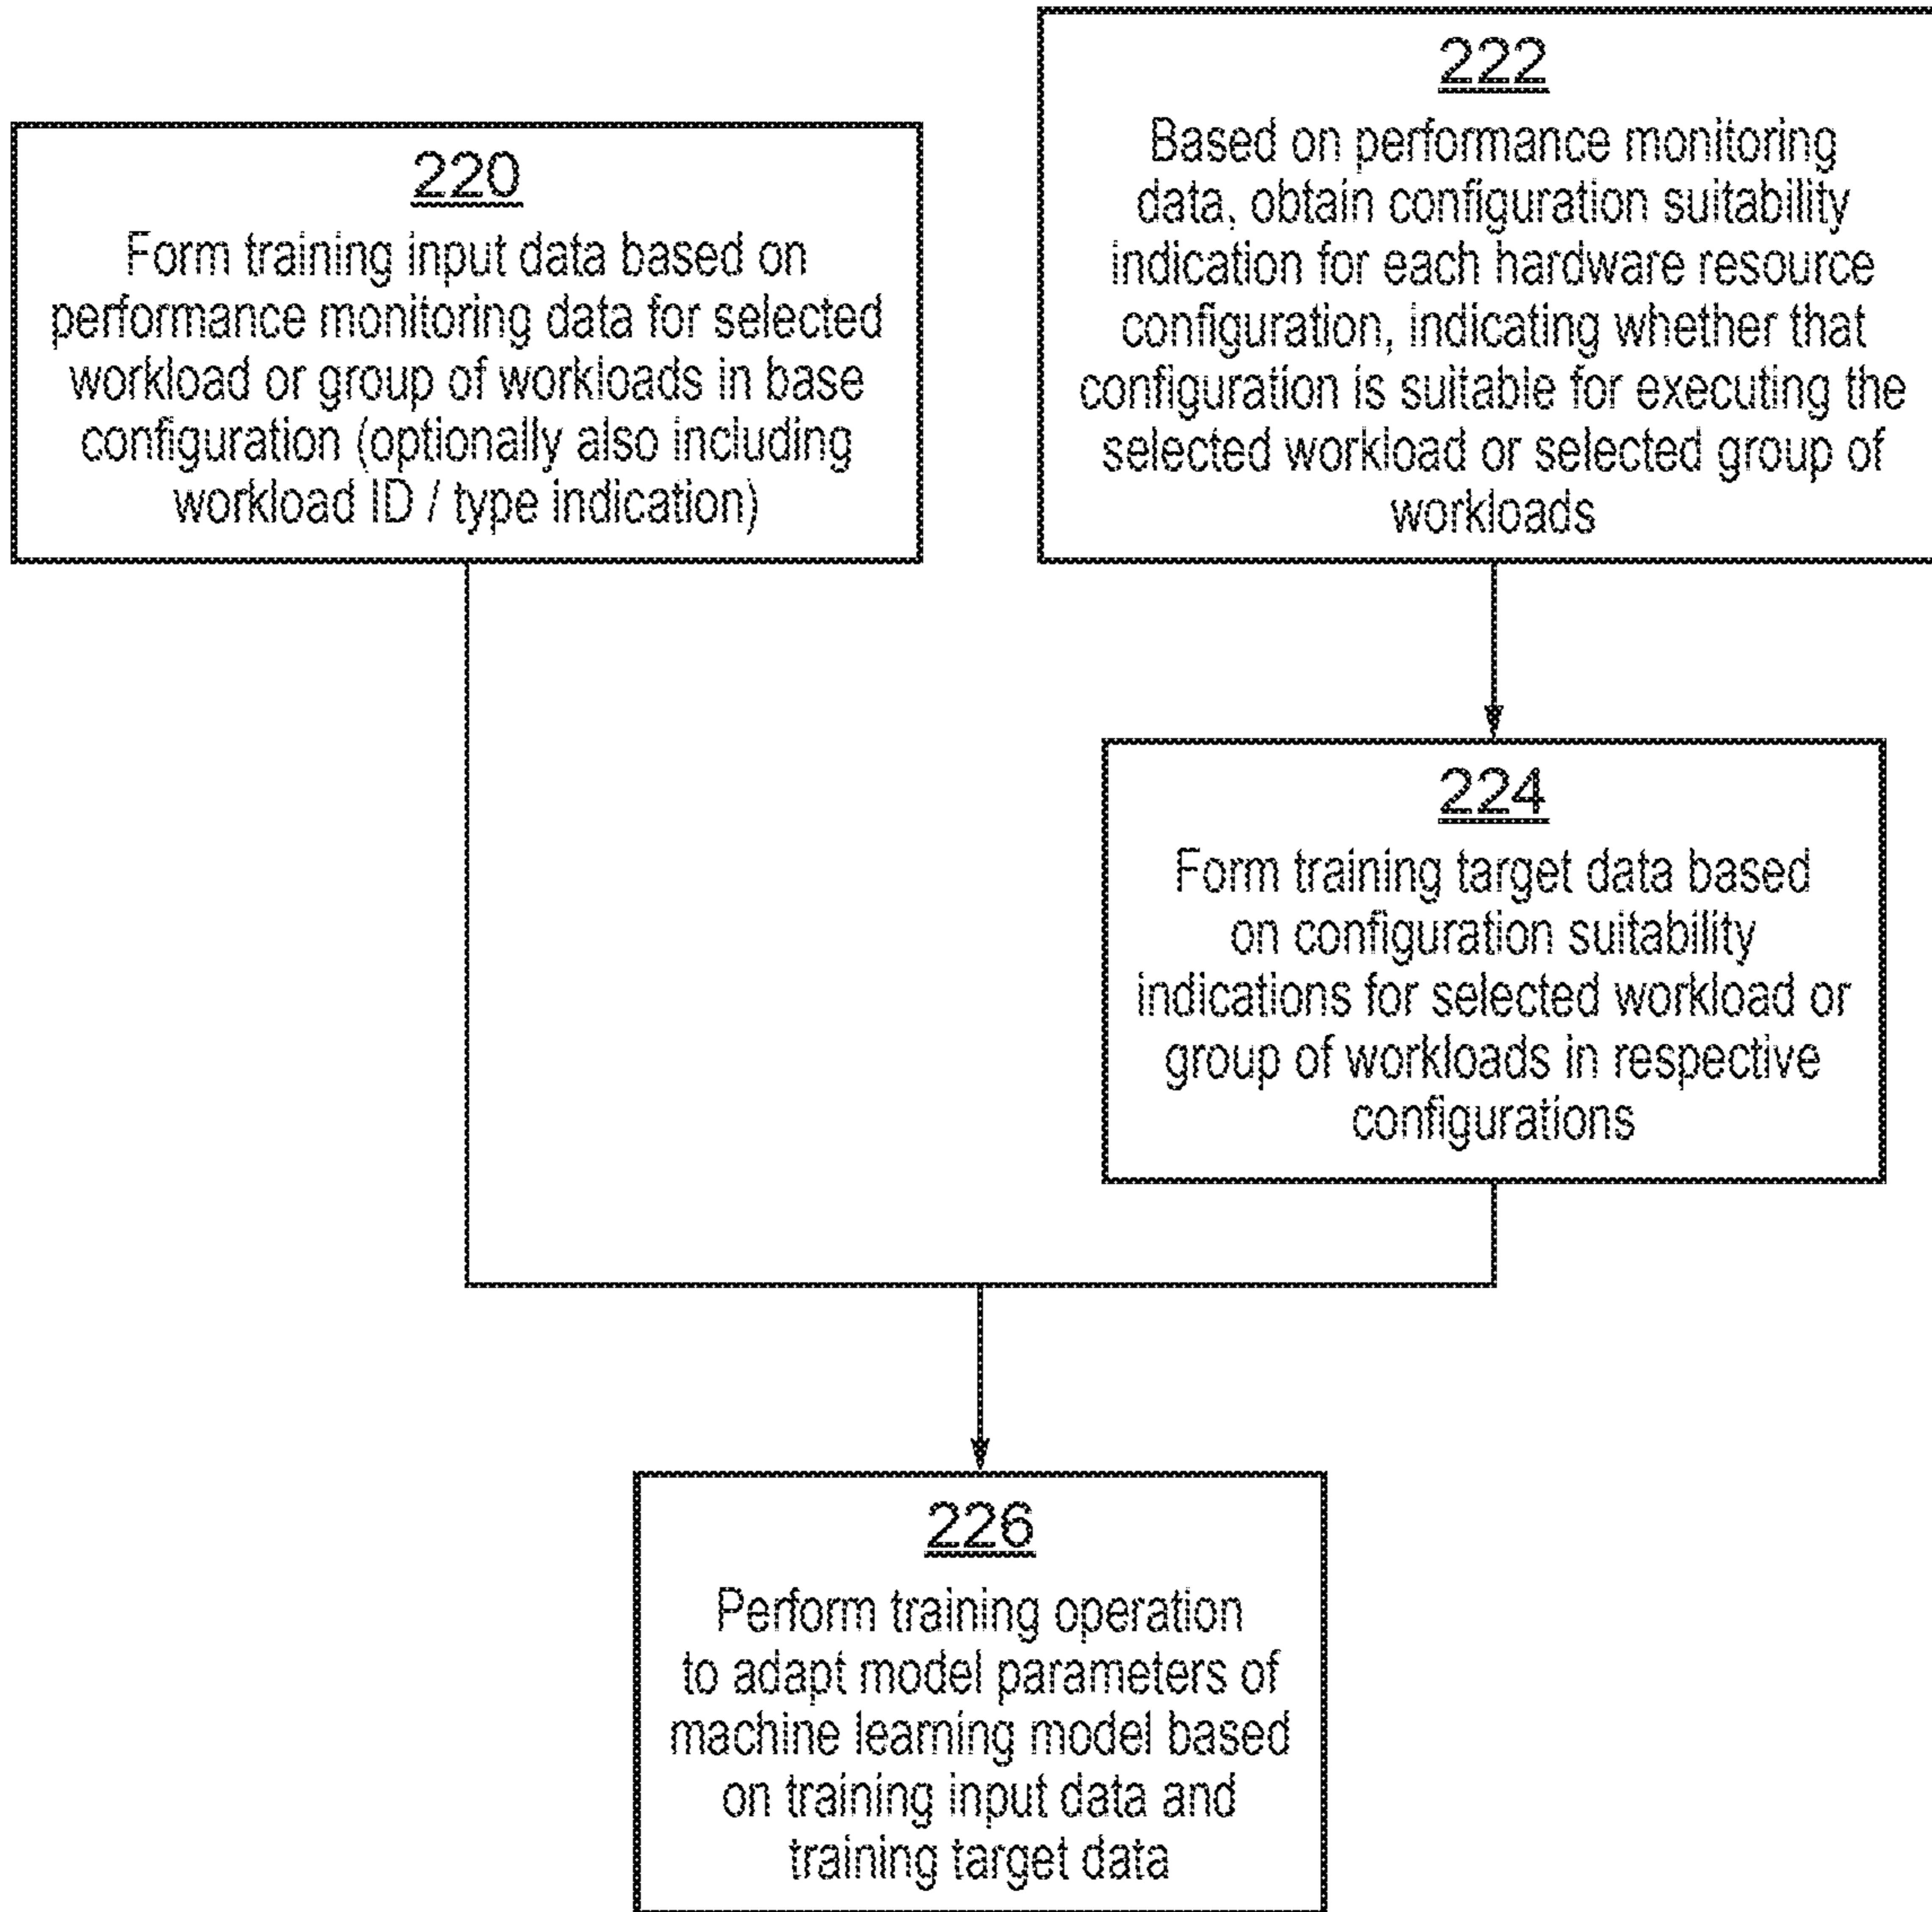 220
Form training input data based on
performance monitoring data for selected
workload or group of workloads in base
configuration (optionally also including
workload ID / type indication)
222
Based on performance monitoring
data, obtain configuration suitability
indication for each hardware resource
configuration, indicating whether that
configuration is suitable for executing the
selected workload or selected group of
workloads
224
Form training target data based
on configuration suitability
indications for selected workload or
group of workloads in respective
configurations
226
Perform training operation
to adapt model parameters of
machine learning model based
on training input data and
training target data